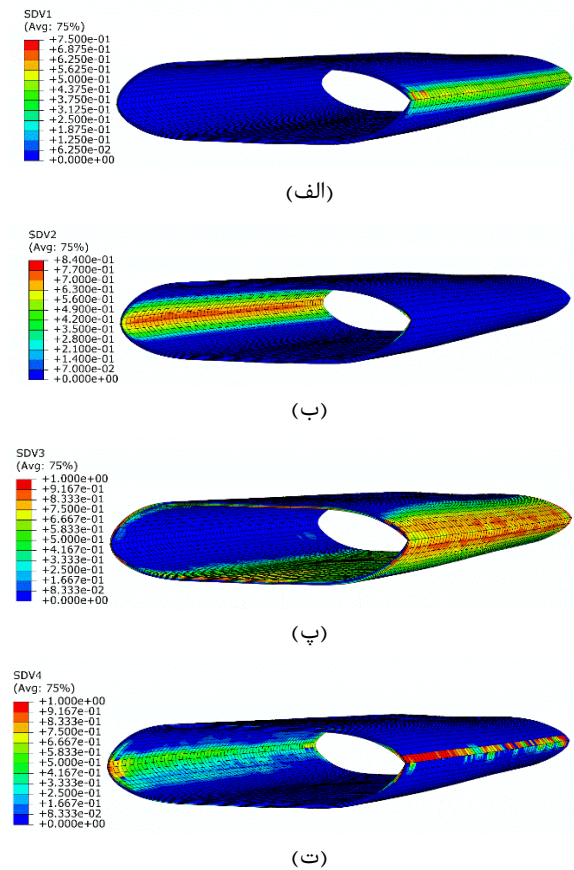 SDV1
(Avg: 75%)
+7.500e-01
+6.875e-01
+6.250e-01
+5.625e-01
+5.000e-01
+4.375e-01
+3.750e-01
+3.125e-01
+2.500e-01
+1.875e-01
+1.250e-01
+6.250e-02
+0.000e+00
(الف)
SDV2
(Avg: 75%)
+8.400e-01
+7.700e-01
+7.000e-01
+6.300e-01
+5.600e-01
+4.900e-01
+4.200e-01
+3.500e-01
+2.800e-01
+2.100e-01
+1.400e-01
+7.000e-02
+0.000e+00
(ب)
SDV3
(Avg: 75%)
+1.000e+00
+9.167e-01
+8.333e-01
+7.500e-01
+6.667e-01
+5.833e-01
+5.000e-01
+4.167e-01
+3.333e-01
+2.500e-01
+1.667e-01
+8.333e-02
+0.000e+00
(پ)
SDV4
(Avg: 75%)
+1.000e+00
+9.167e-01
+8.333e-01
+7.500e-01
+6.667e-01
+5.833e-01
+5.000e-01
+4.167e-01
+3.333e-01
+2.500e-01
+1.667e-01
+8.333e-02
+0.000e+00
(ت)